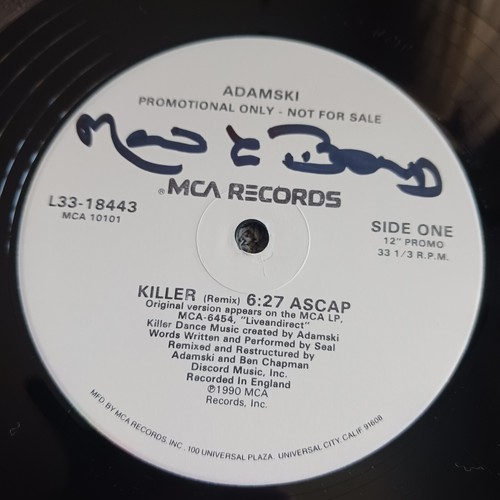 ADAMSKI
PROMOTIONAL ONLY - NOT FOR SALE
®MCA RECORDS
L33-18443
MCA 10101
SIDE ONE
12" PROMO
33 1/3 R.P.M.
KILLER (Remix) 6:27 ASCAP
Original version appears on the MCA LP.
MCA-6454, "Liveandirect"
Killer Dance Music created by Adamski
Words Written and Performed by Seal
Remixed and Restructured by
Adamski and Ben Chapman
Discord Music, Inc.
Recorded In England
℗1990 MCA
Records, Inc.
MFD. BY MCA RECORDS, INC., 100 UNIVERSAL PLAZA, UNIVERSAL CITY, CALIF. 91608